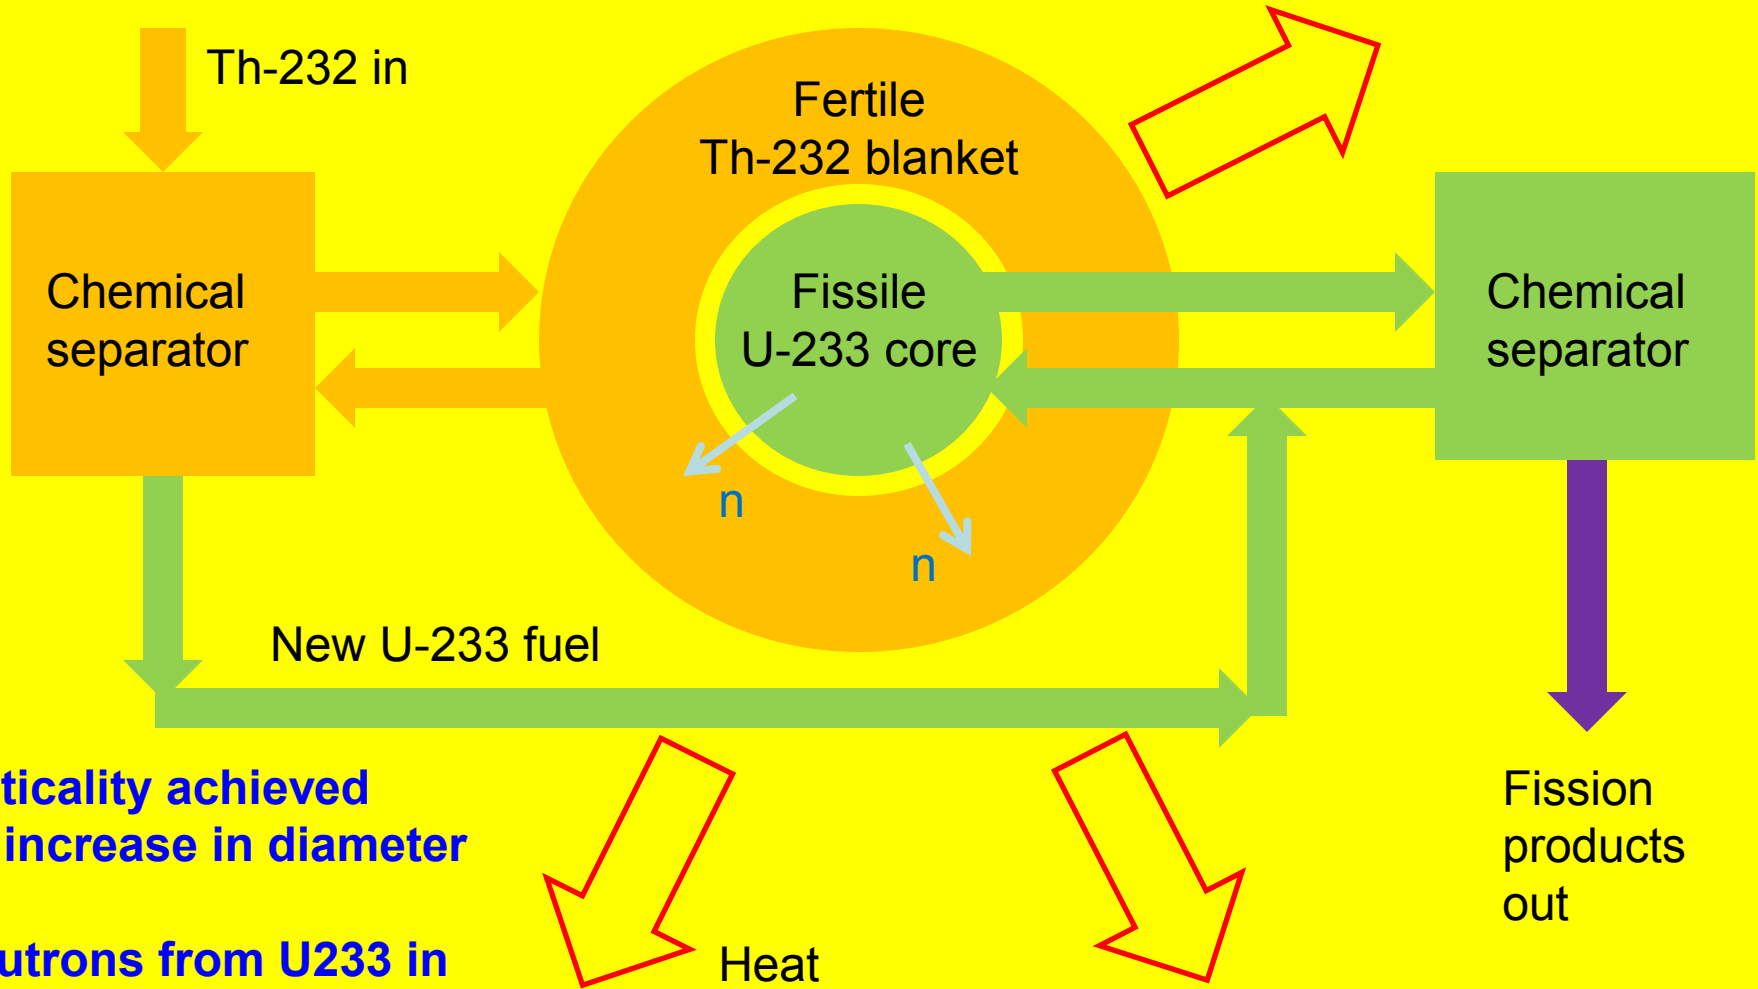 Th-232 in
Fertile
Th-232 blanket
Chemical
separator
Fissile
U-233 core
Chemical
separator
n
n
New U-233 fuel
ticality achieved
increase in diameter
utrons from U233 in
Heat
Fission
products
out